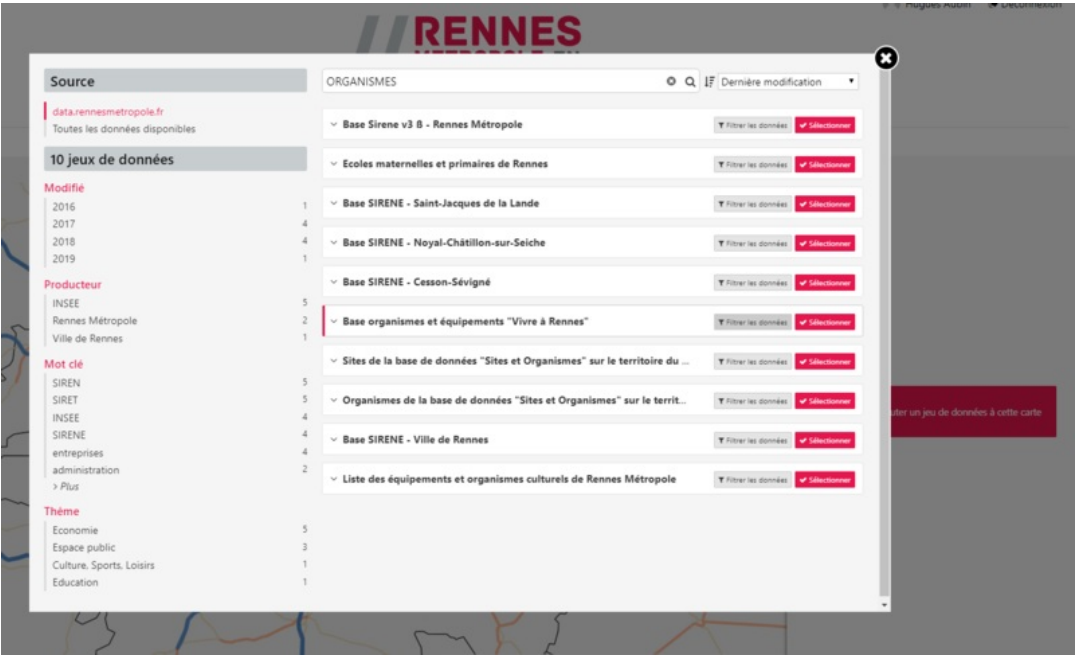 Hugues Aubin Déconnexion
//RENNES
Source
data.rennesmetropole.fr
Toutes les données disponibles
10 jeux de données
Modifié
2016 1
2017 4
2018 4
2019 1
Producteur
INSEE 5
Rennes Métropole 2
Ville de Rennes 1
Mot clé
SIREN 5
SIRET 5
INSEE 4
SIRENE 4
entreprises 4
administration 2
> Plus
Thème
Economie 5
Espace public 3
Culture, Sports, Loisirs 1
Education 1
ORGANISMES
Dernière modification
Base Sirene v3 ß - Rennes Métropole Filtrer les données Sélectionner
Ecoles maternelles et primaires de Rennes Filtrer les données Sélectionner
Base SIRENE - Saint-Jacques de la Lande Filtrer les données Sélectionner
Base SIRENE - Noyal-Châtillon-sur-Seiche Filtrer les données Sélectionner
Base SIRENE - Cesson-Sévigné Filtrer les données Sélectionner
Base organismes et équipements "Vivre à Rennes" Filtrer les données Sélectionner
Sites de la base de données "Sites et Organismes" sur le territoire du ... Filtrer les données Sélectionner
Organismes de la base de données "Sites et Organismes" sur le territ... Filtrer les données Sélectionner
Base SIRENE - Ville de Rennes Filtrer les données Sélectionner
Liste des équipements et organismes culturels de Rennes Métropole Filtrer les données Sélectionner
uter un jeu de données à cette carte